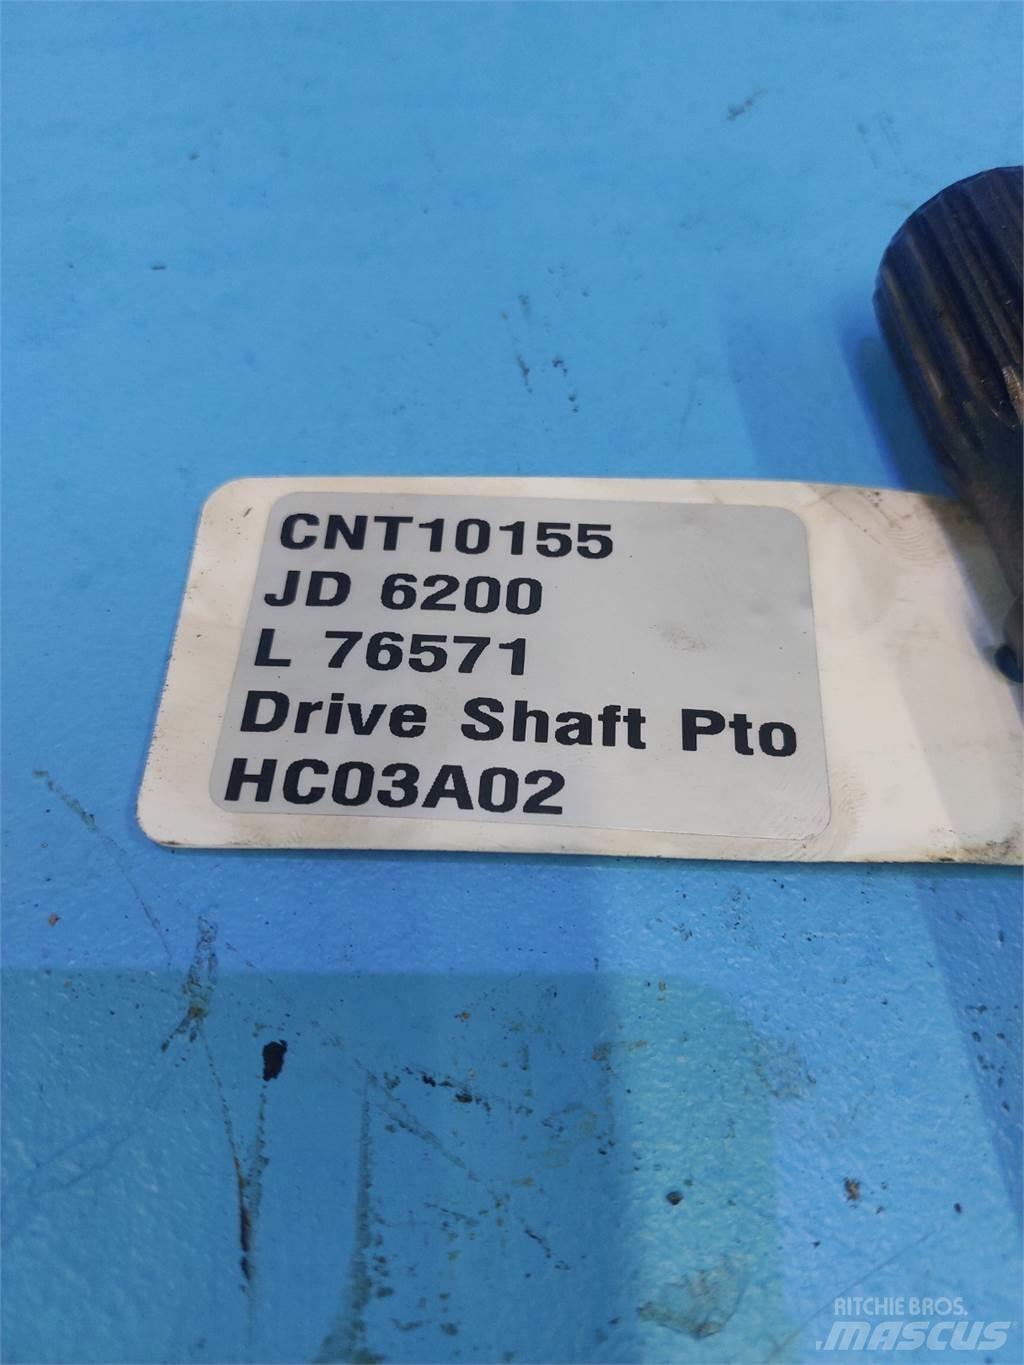 CNT10155
JD 6200
L 76571
Drive Shaft Pto
HC03A02
RITCHIE BROS.
MASCUS